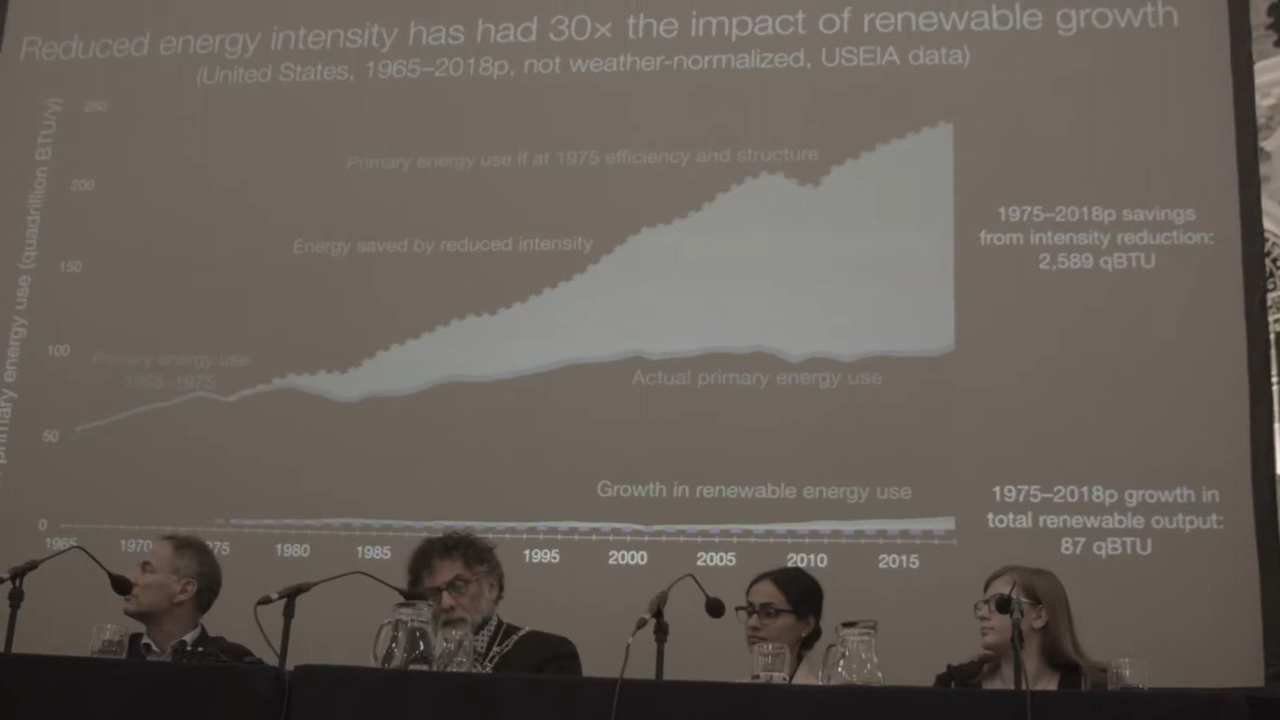 Reduced energy intensity has had 30× the impact of renewable growth
(United States, 1965–2018p, not weather-normalized, USEIA data)
primary energy use (quadrillion BTU/y)
250
200
150
100
50
0
Primary energy use if at 1975 efficiency and structure
Energy saved by reduced intensity
Primary energy use
1965–1975
Actual primary energy use
1975–2018p savings
from intensity reduction:
2,589 qBTU
Growth in renewable energy use
1975–2018p growth in
total renewable output:
87 qBTU
1965 1970 75 1980 1985 1995 2000 2005 2010 2015